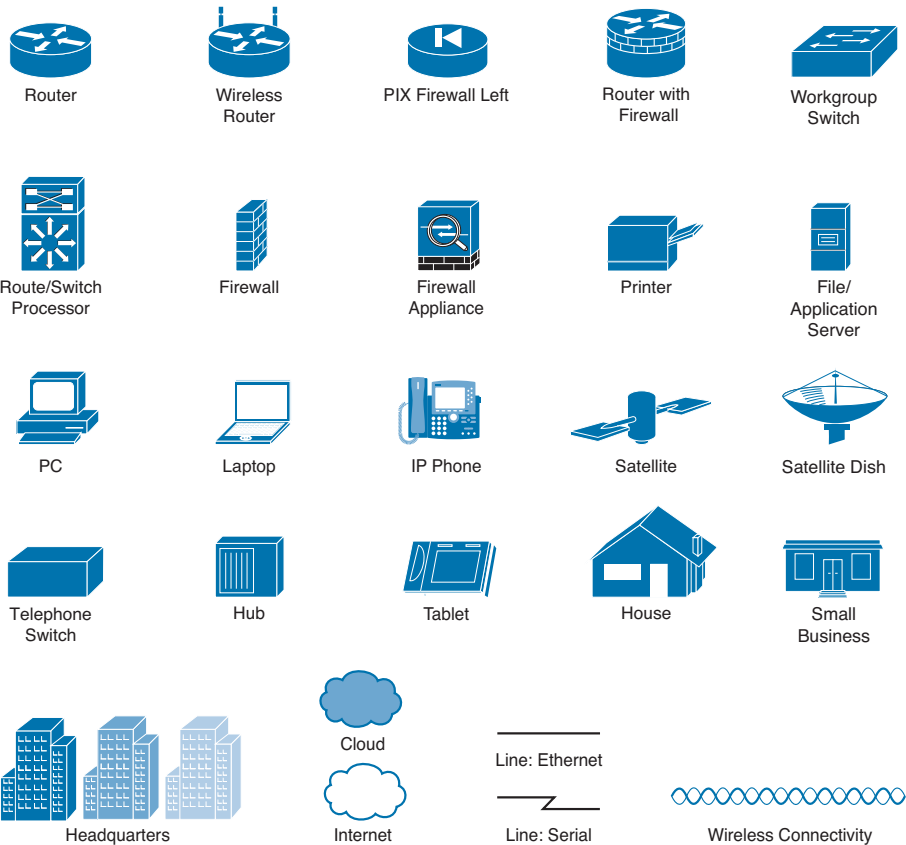 Router
Wireless
Router
PIX Firewall Left
Router with
Firewall
Workgroup
Switch
Route/Switch
Processor
Firewall
Firewall
Appliance
Printer
File/
Application
Server
PC
Laptop
IP Phone
Satellite
Satellite Dish
Telephone
Switch
Hub
Tablet
House
Small
Business
Headquarters
Cloud
Internet
Line: Ethernet
Line: Serial
Wireless Connectivity